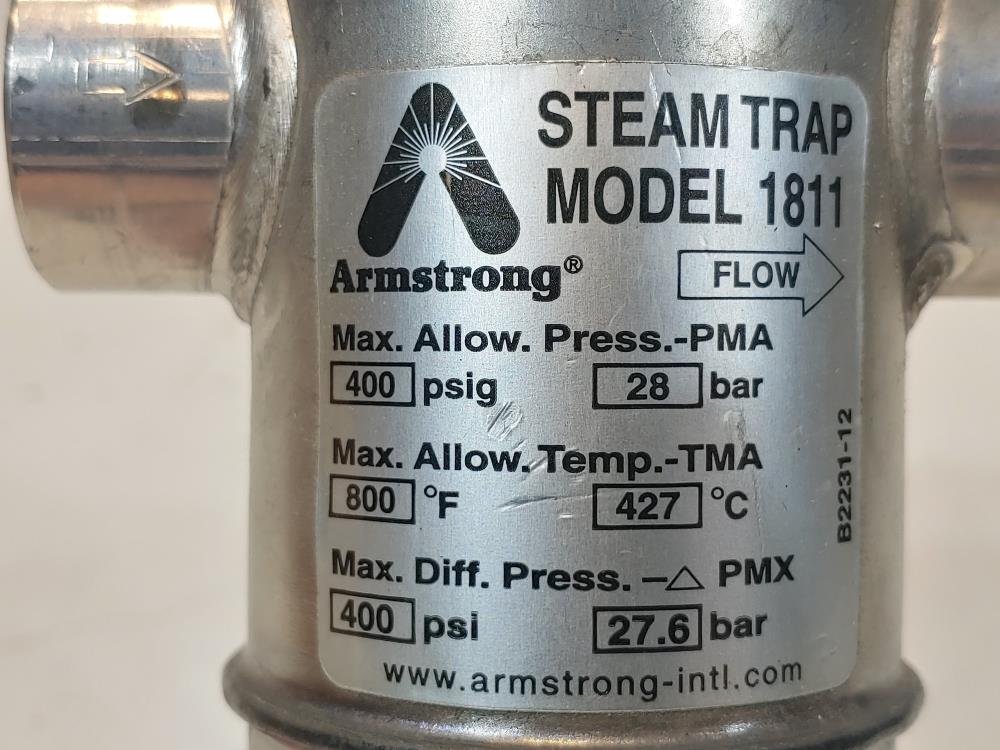 STEAM TRAP
MODEL 1811
Armstrong®
FLOW
Max. Allow. Press.-PMA
400 psig 28 bar
Max. Allow. Temp.-TMA
800 °F 427 °C
Max. Diff. Press. –△ PMX
400 psi 27.6 bar
www.armstrong-intl.com
B2231-12